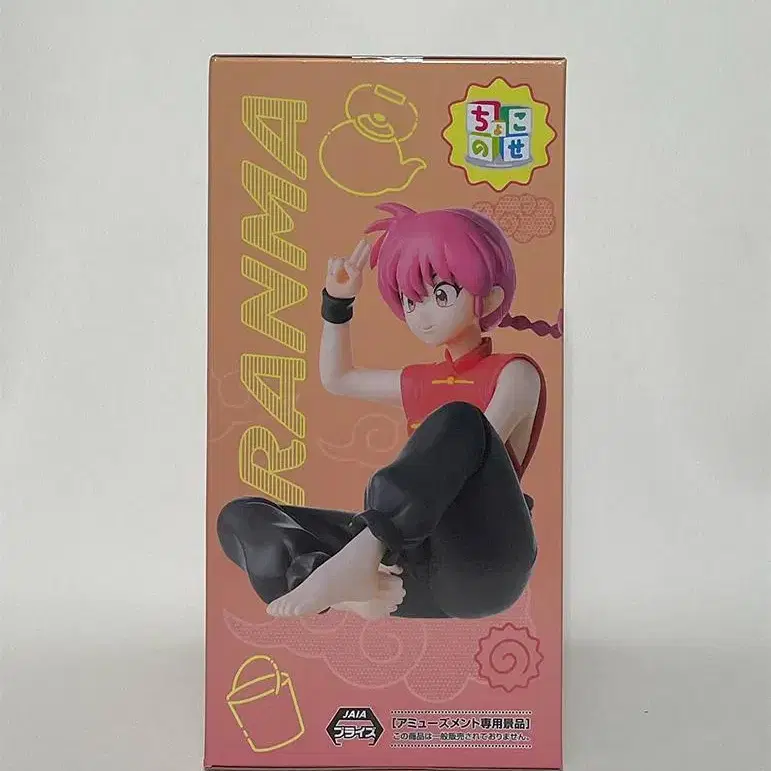 RANMA
ちょこ
のせ
JAIA
プライズ
【アミューズメント専用景品】
この商品は一般販売されておりません。